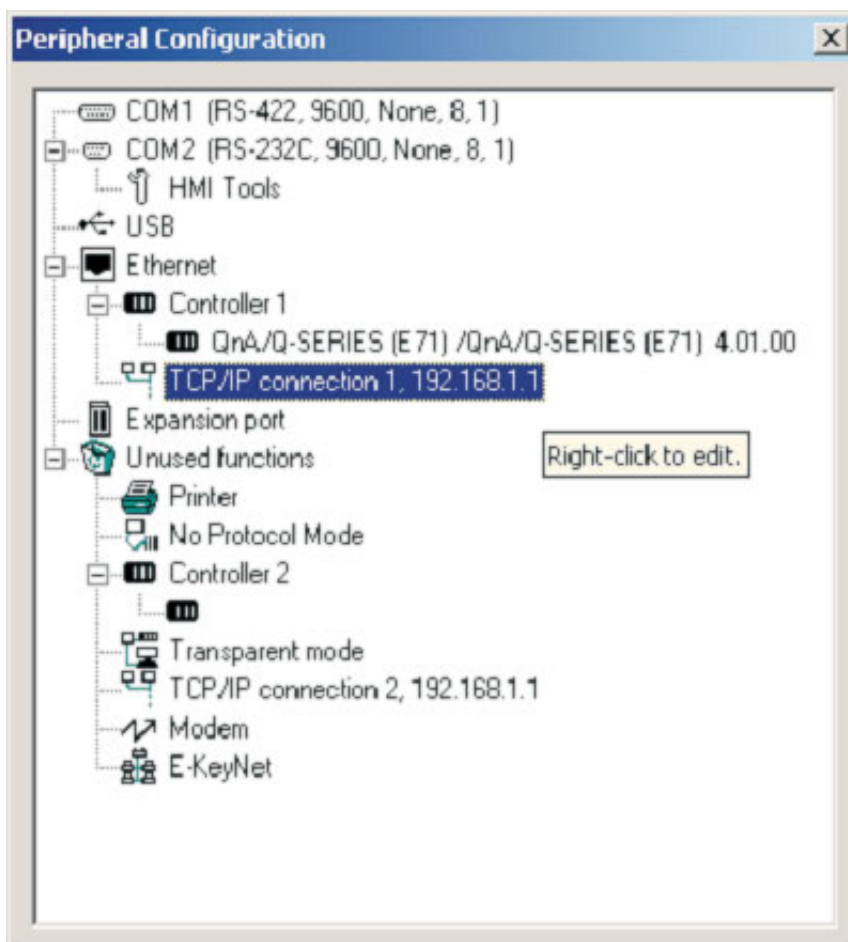 Peripheral Configuration
COM1 (RS-422, 9600, None, 8, 1)
COM2 (RS-232C, 9600, None, 8, 1)
HMI Tools
USB
Ethernet
Controller 1
QnA/Q-SERIES (E71) /QnA/Q-SERIES (E71) 4.01.00
TCP/IP connection 1, 192.168.1.1
Expansion port
Unused functions
Right-click to edit.
Printer
No Protocol Mode
Controller 2
Transparent mode
TCP/IP connection 2, 192.168.1.1
Modem
E-KeyNet